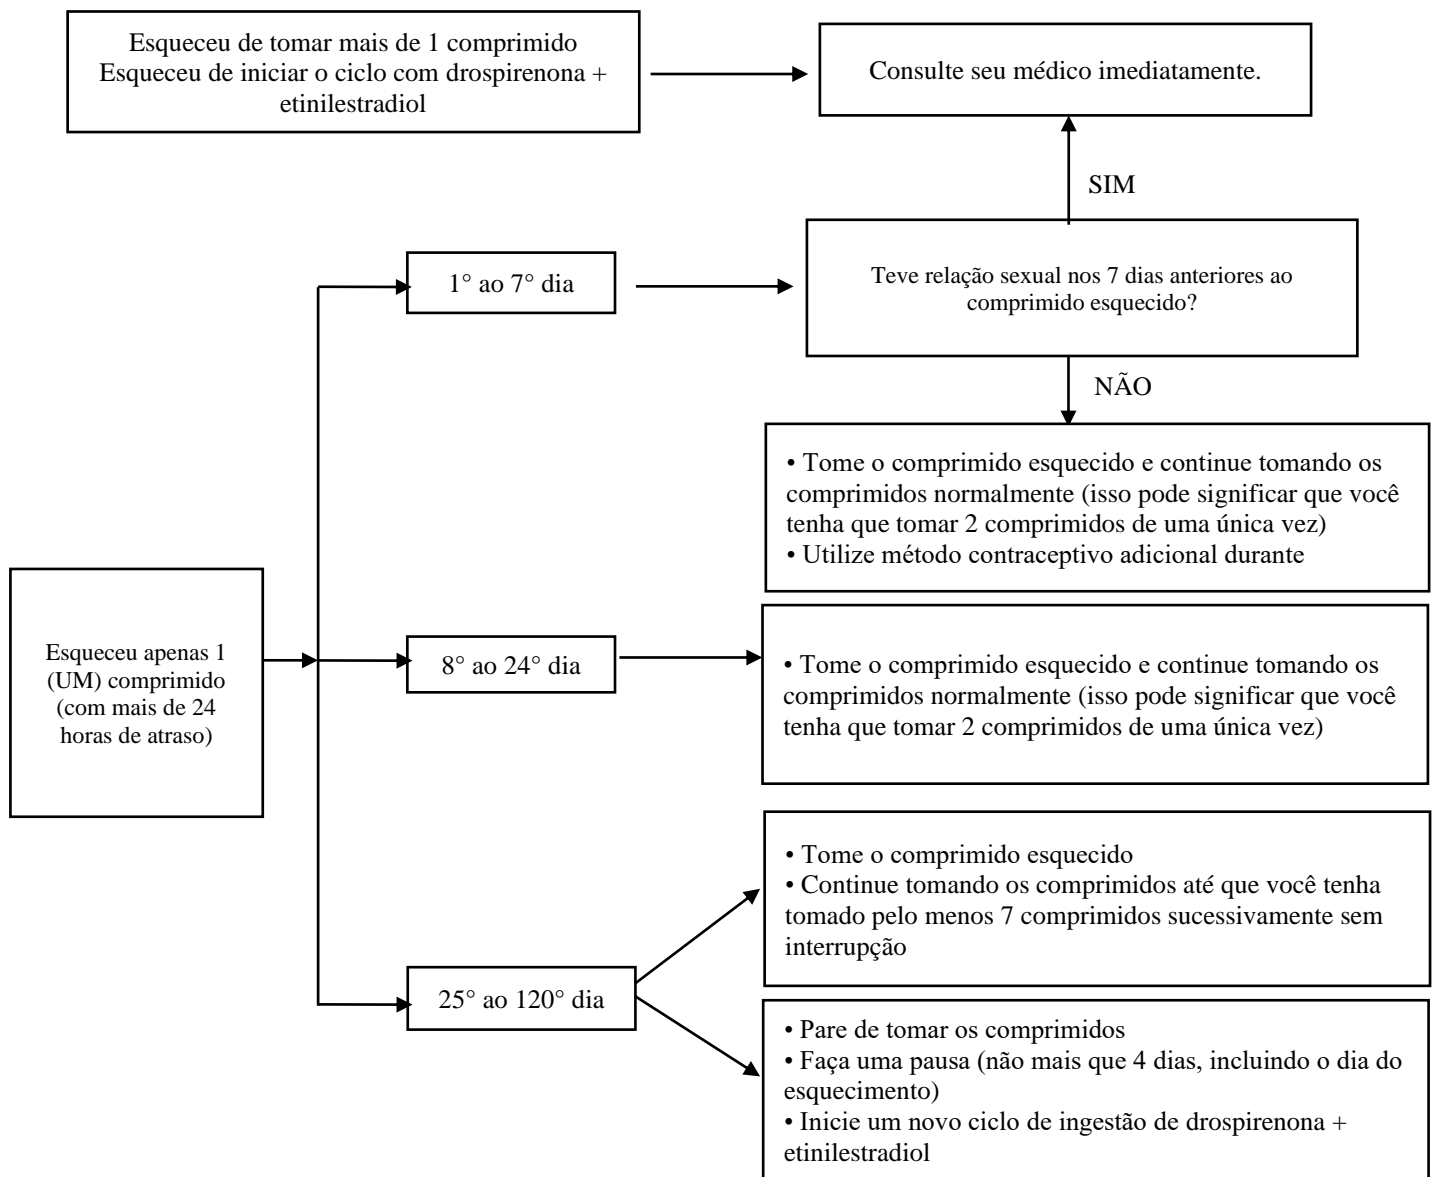 Esqueceu de tomar mais de 1 comprimido
Esqueceu de iniciar o ciclo com drospirenona +
etinilestradiol
Consulte seu médico imediatamente.
SIM
1° ao 7° dia
Teve relação sexual nos 7 dias anteriores ao
comprimido esquecido?
NÃO
• Tome o comprimido esquecido e continue tomando os
comprimidos normalmente (isso pode significar que você
tenha que tomar 2 comprimidos de uma única vez)
• Utilize método contraceptivo adicional durante
Esqueceu apenas 1
(UM) comprimido
(com mais de 24
horas de atraso)
8° ao 24° dia
• Tome o comprimido esquecido e continue tomando os
comprimidos normalmente (isso pode significar que você
tenha que tomar 2 comprimidos de uma única vez)
25° ao 120° dia
• Tome o comprimido esquecido
• Continue tomando os comprimidos até que você tenha
tomado pelo menos 7 comprimidos sucessivamente sem
interrupção
• Pare de tomar os comprimidos
• Faça uma pausa (não mais que 4 dias, incluindo o dia do
esquecimento)
• Inicie um novo ciclo de ingestão de drospirenona +
etinilestradiol